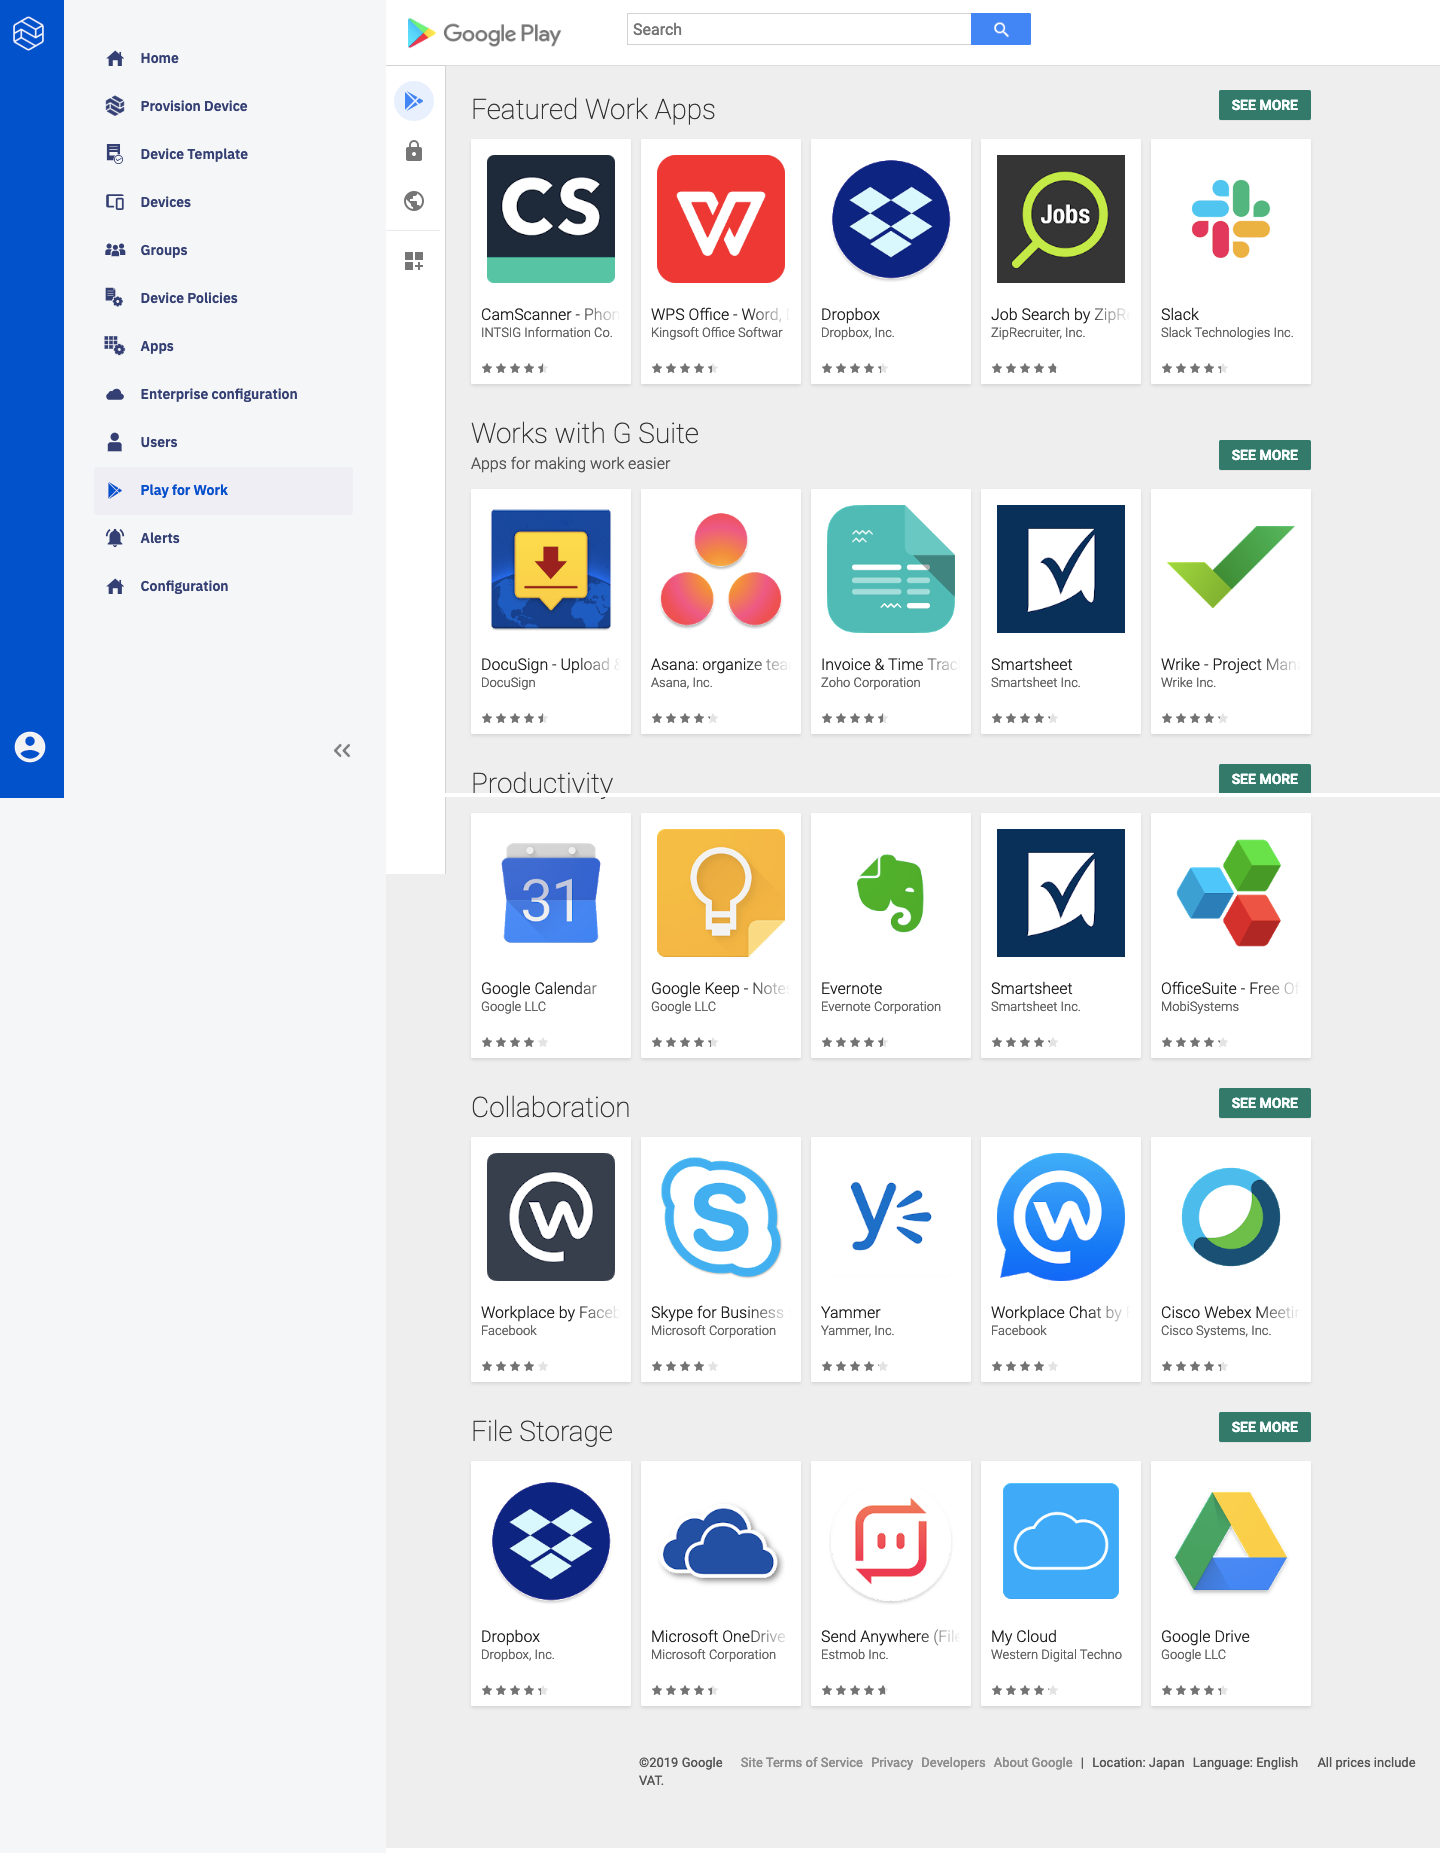 Home
Provision Device
Device Template
Devices
Groups
Device Policies
Apps
Enterprise configuration
Users
Play for Work
Alerts
Configuration
Google Play
Search
Featured Work Apps
SEE MORE
CS
Jobs
CamScanner - Phon
WPS Office - Word,
Dropbox
Job Search by ZipR
Slack
INTSIG Information Co.
Kingsoft Office Softwar
Dropbox, Inc.
ZipRecruiter, Inc.
Slack Technologies Inc.
Works with G Suite
Apps for making work easier
SEE MORE
DocuSign - Upload &
Asana: organize tea
Invoice & Time Trac
Smartsheet
Wrike - Project Man
DocuSign
Asana, Inc.
Zoho Corporation
Smartsheet Inc.
Wrike Inc.
Productivity
SEE MORE
31
Google Calendar
Google Keep - Notes
Evernote
Smartsheet
OfficeSuite - Free Of
Google LLC
Google LLC
Evernote Corporation
Smartsheet Inc.
MobiSystems
Collaboration
SEE MORE
Workplace by Faceb
Skype for Business
Yammer
Workplace Chat by
Cisco Webex Meetin
Facebook
Microsoft Corporation
Yammer, Inc.
Facebook
Cisco Systems, Inc.
File Storage
SEE MORE
Dropbox
Microsoft OneDrive
Send Anywhere (File
My Cloud
Google Drive
Dropbox, Inc.
Microsoft Corporation
Estmob Inc.
Western Digital Techno
Google LLC
©2019 Google Site Terms of Service Privacy Developers About Google | Location: Japan Language: English All prices include
VAT.